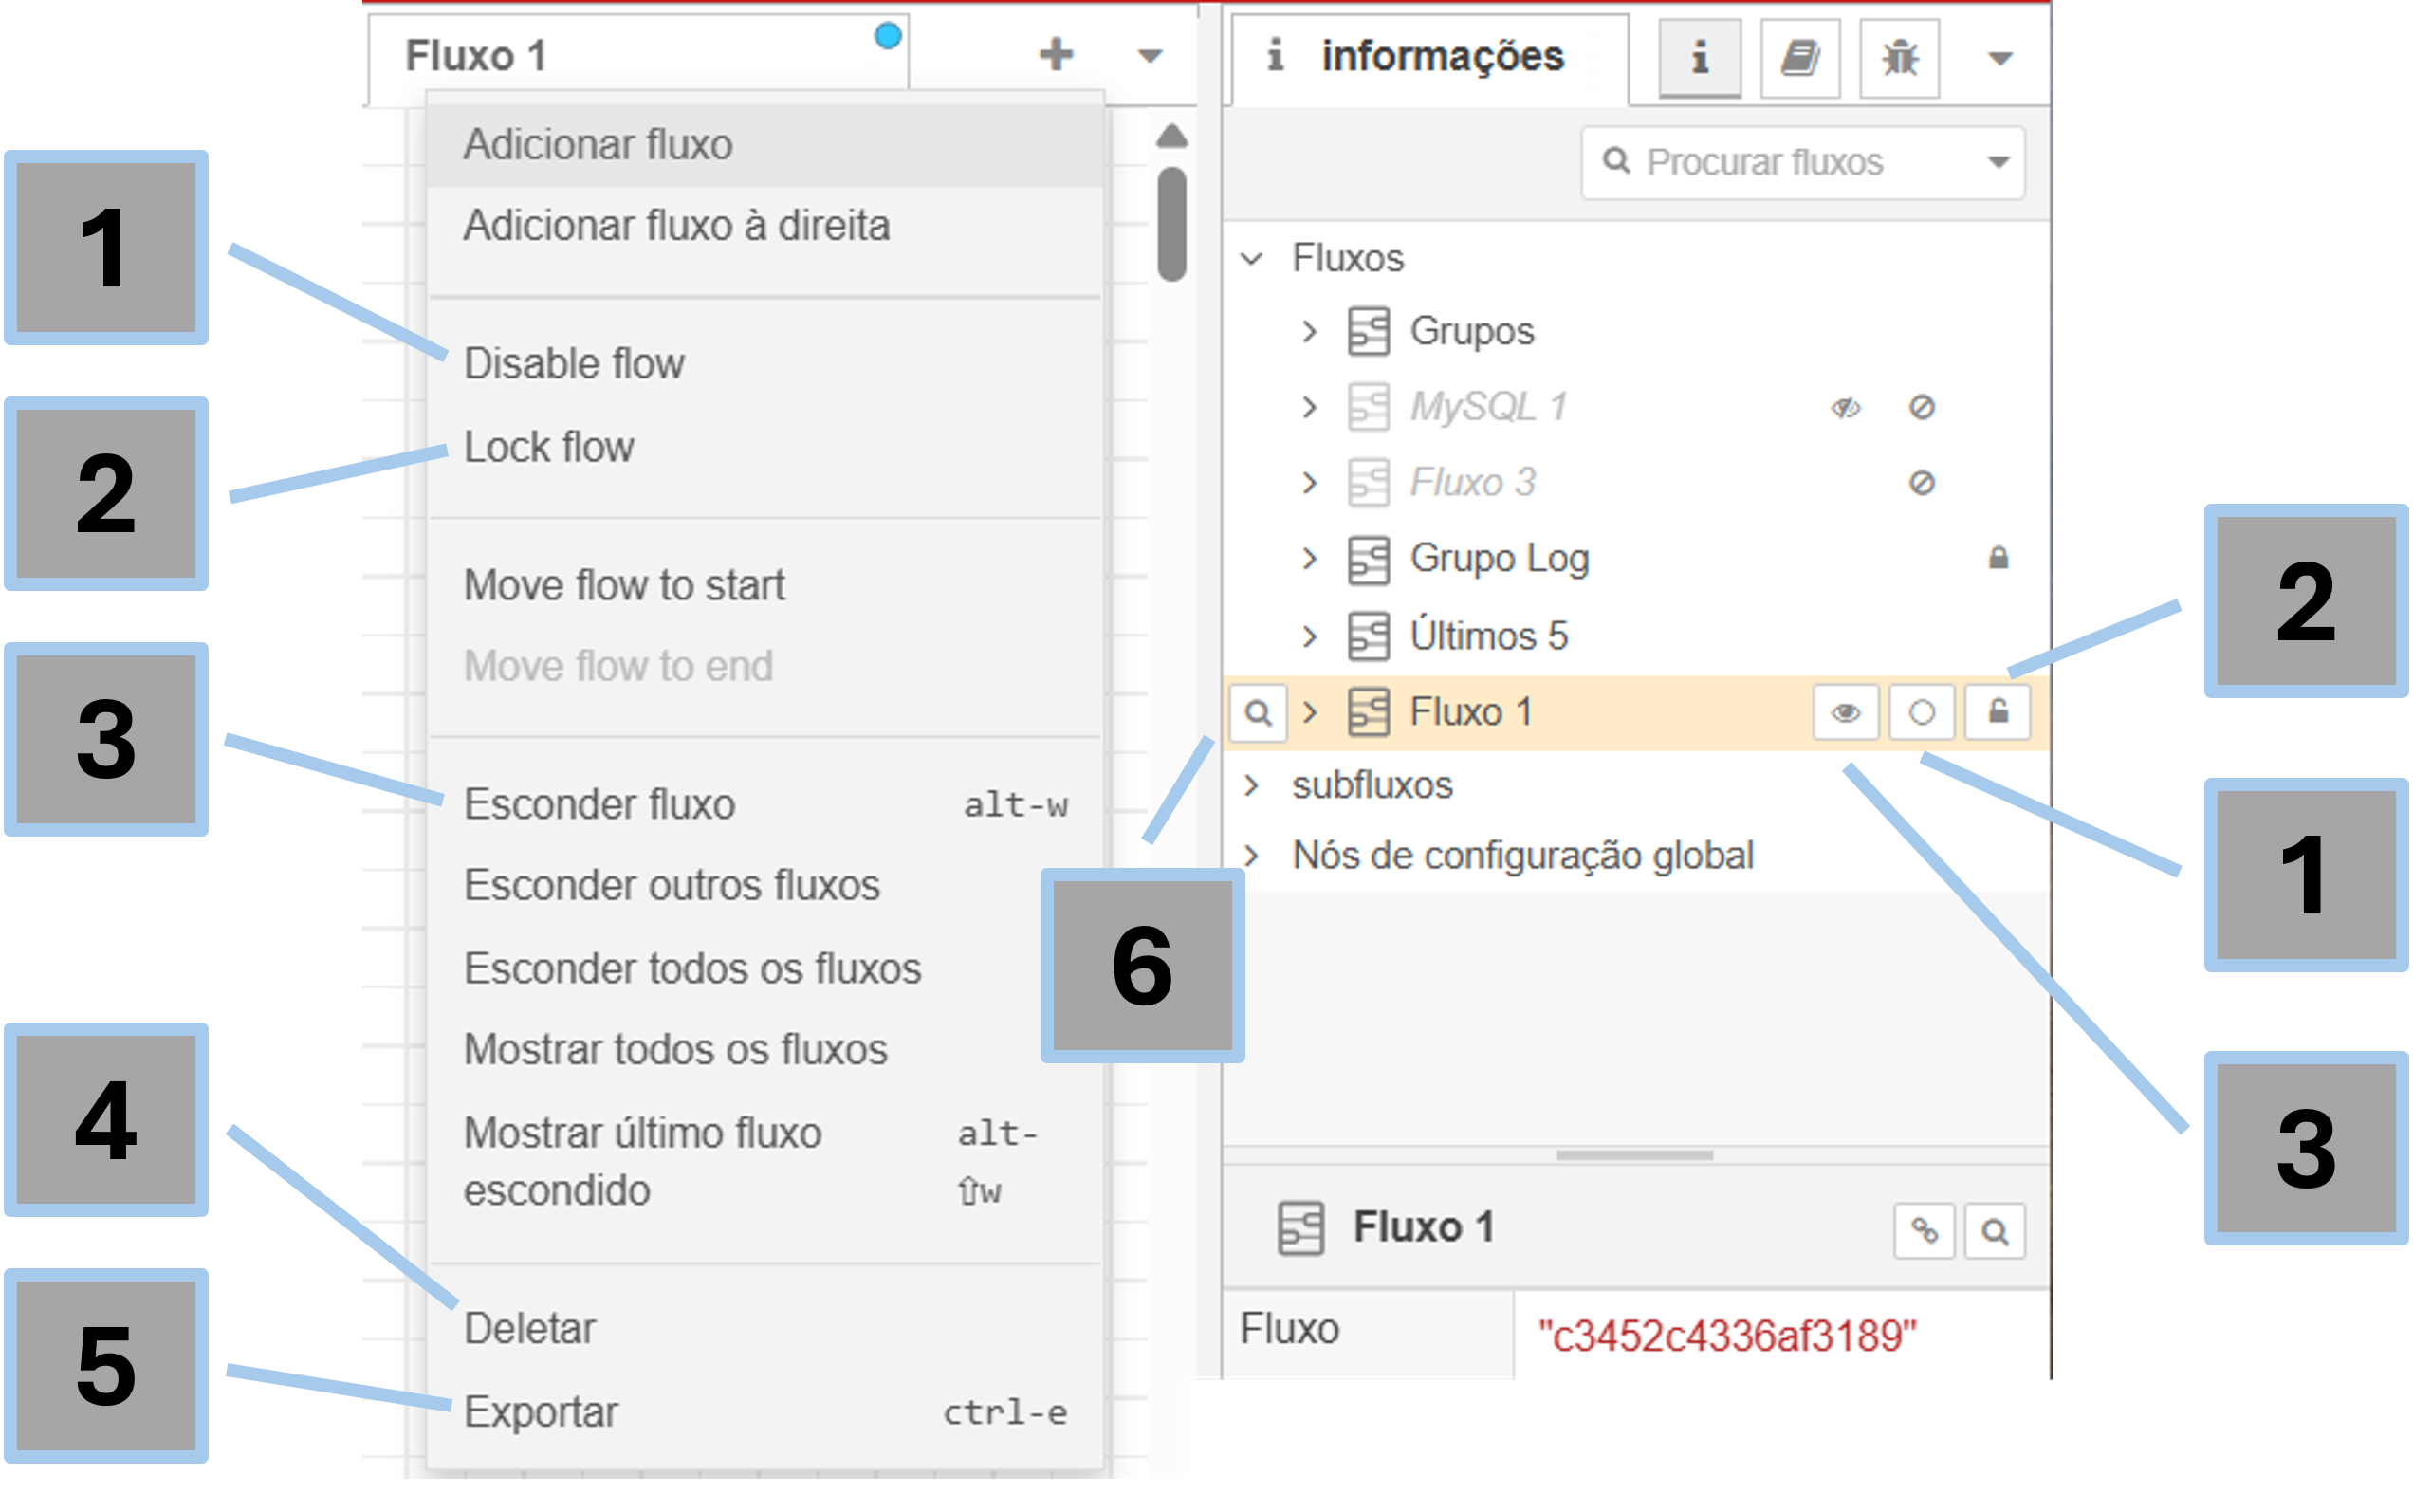 Fluxo 1
Adicionar fluxo
Adicionar fluxo à direita
Disable flow
Lock flow
Move flow to start
Move flow to end
Esconder fluxo alt-w
Esconder outros fluxos
Esconder todos os fluxos
Mostrar todos os fluxos
Mostrar último fluxo alt-
escondido ⇧w
Deletar
Exportar ctrl-e
1
2
3
4
5
6
i informações i
Procurar fluxos
Fluxos
Grupos
MySQL 1
Fluxo 3
Grupo Log
Últimos 5
Fluxo 1
subfluxos
Nós de configuração global
Fluxo 1
Fluxo "c3452c4336af3189"
2
1
3